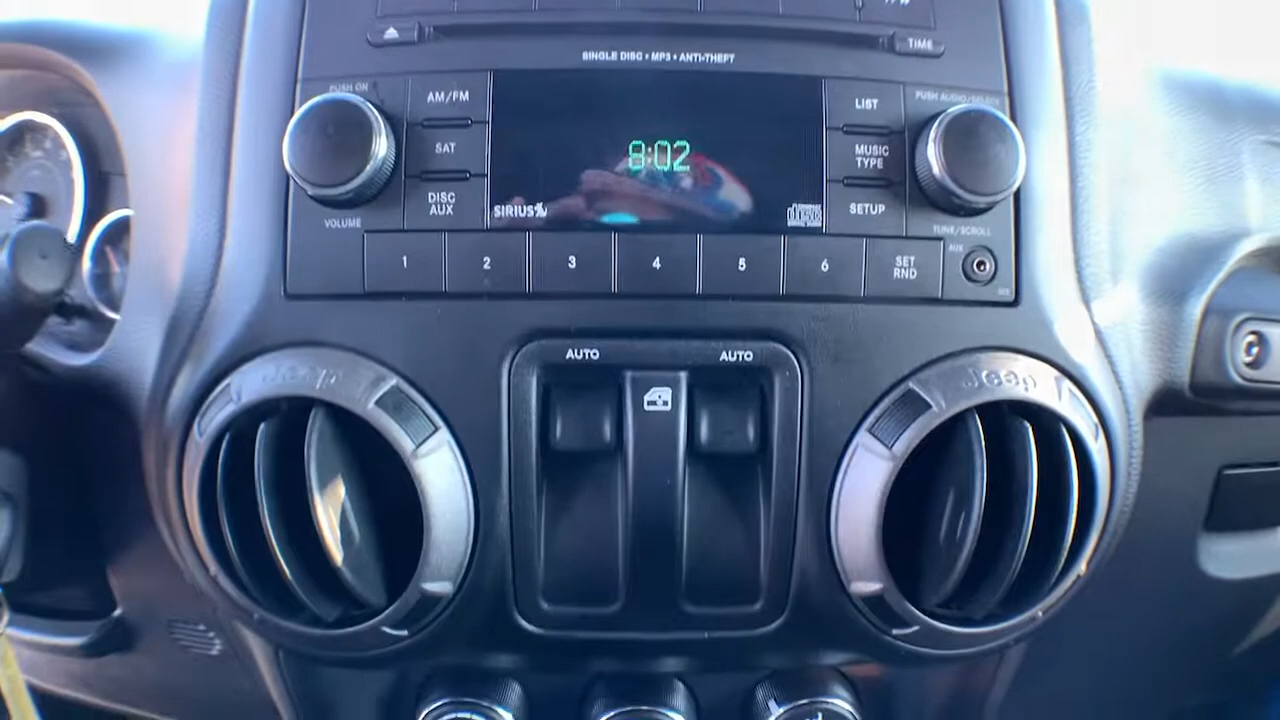 TIME
SINGLE DISC • MP3 • ANTI-THEFT
PUSH ON
AM/FM
SAT
DISC
AUX
VOLUME
8:02
SIRIUS
LIST
MUSIC
TYPE
SETUP
PUSH AUDIO/SELECT
TUNE/SCROLL
AUX
1
2
3
4
5
6
SET
RND
AUTO
AUTO
Jeep
Jeep